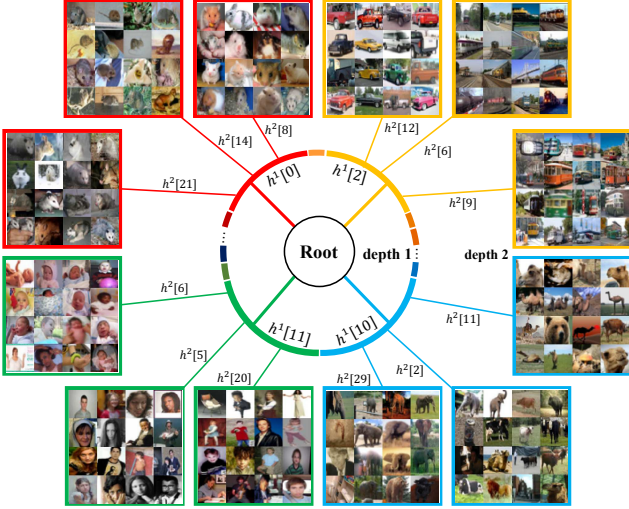 h²[14]
h²[8]
h²[12]
h²[6]
h²[21]
h¹[0]
h¹[2]
h²[9]
Root
depth 1
depth 2
h²[6]
h²[11]
h¹[11]
h¹[10]
h²[5]
h²[20]
h²[29]
h²[2]